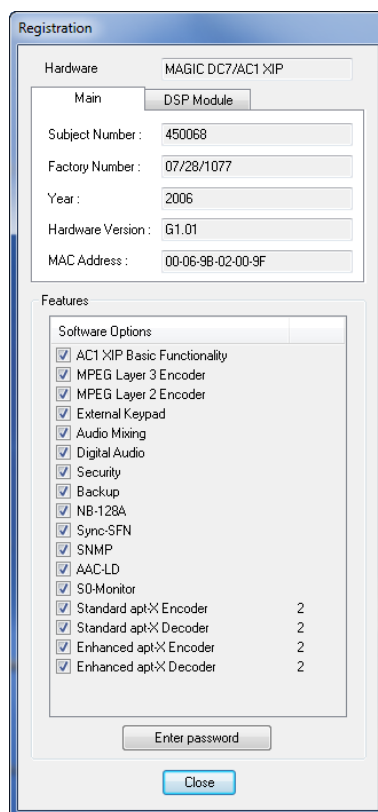 Registration
Hardware MAGIC DC7/AC1 XIP
Main DSP Module
Subject Number : 450068
Factory Number : 07/28/1077
Year : 2006
Hardware Version : G1.01
MAC Address : 00-06-9B-02-00-9F
Features
Software Options
AC1 XIP Basic Functionality
MPEG Layer 3 Encoder
MPEG Layer 2 Encoder
External Keypad
Audio Mixing
Digital Audio
Security
Backup
NB-128A
Sync-SFN
SNMP
AAC-LD
S0-Monitor
Standard apt-X Encoder 2
Standard apt-X Decoder 2
Enhanced apt-X Encoder 2
Enhanced apt-X Decoder 2
Enter password
Close